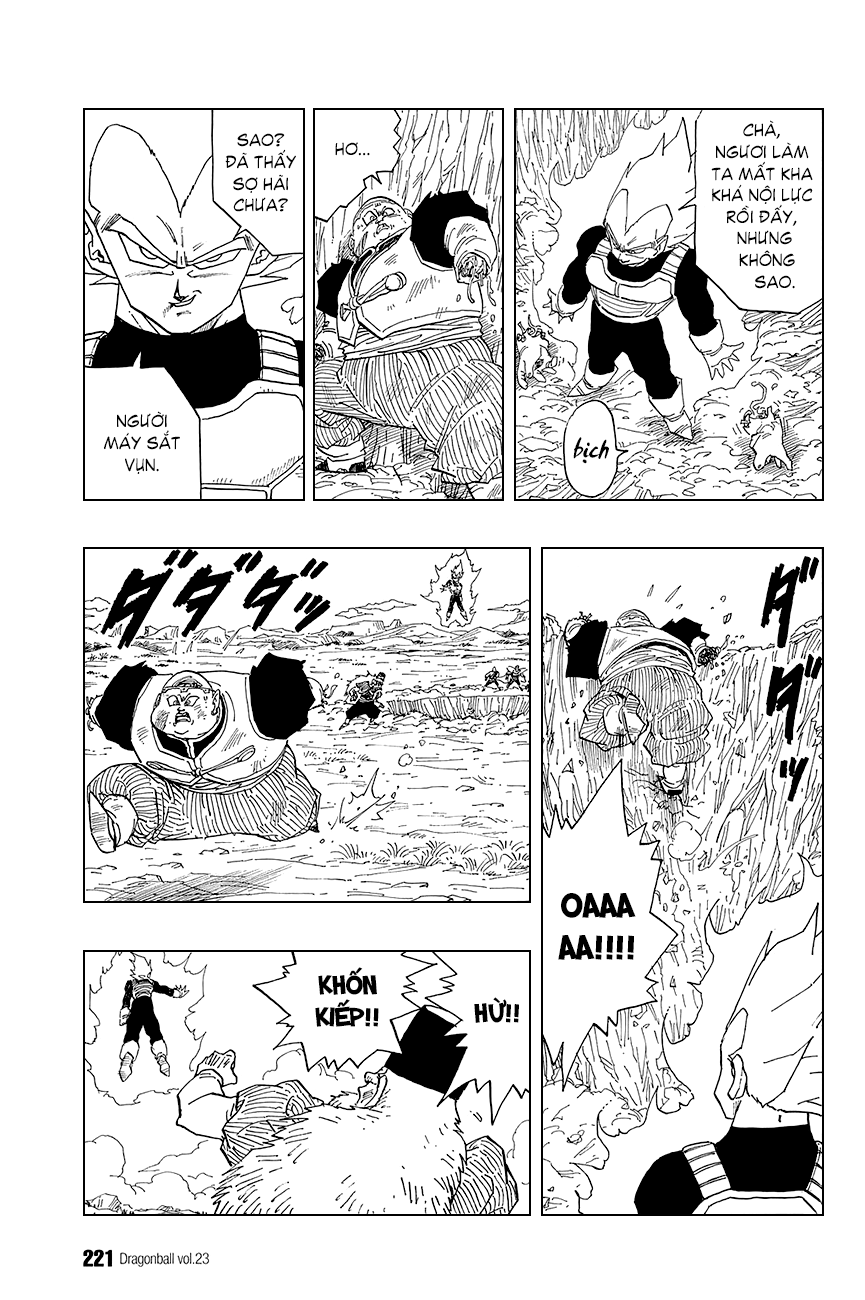 CHÀ,
NGƯƠI LÀM
TA MẤT KHA
KHÁ NỘI LỰC
RỒI ĐẤY,
NHƯNG
KHÔNG
SAO.
bịch
HƠ...
SAO?
ĐÃ THẤY
SỢ HÃI
CHƯA?
NGƯỜI
MÁY SẮT
VỤN.
ダダッ
OAAA
AA!!!!
ダダダッ
HỪ!!
KHỐN
KIẾP!!
221 Dragonball vol.23